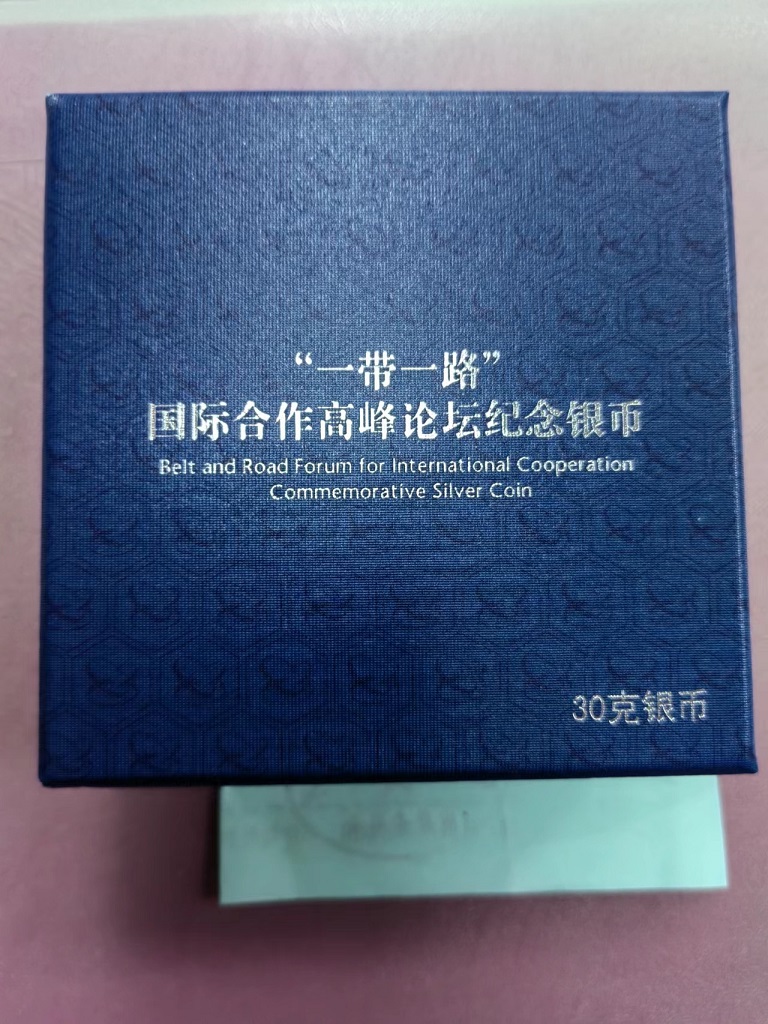 “一带一路”
国际合作高峰论坛纪念银币
Belt and Road Forum for International Cooperation
Commemorative Silver Coin
30克银币